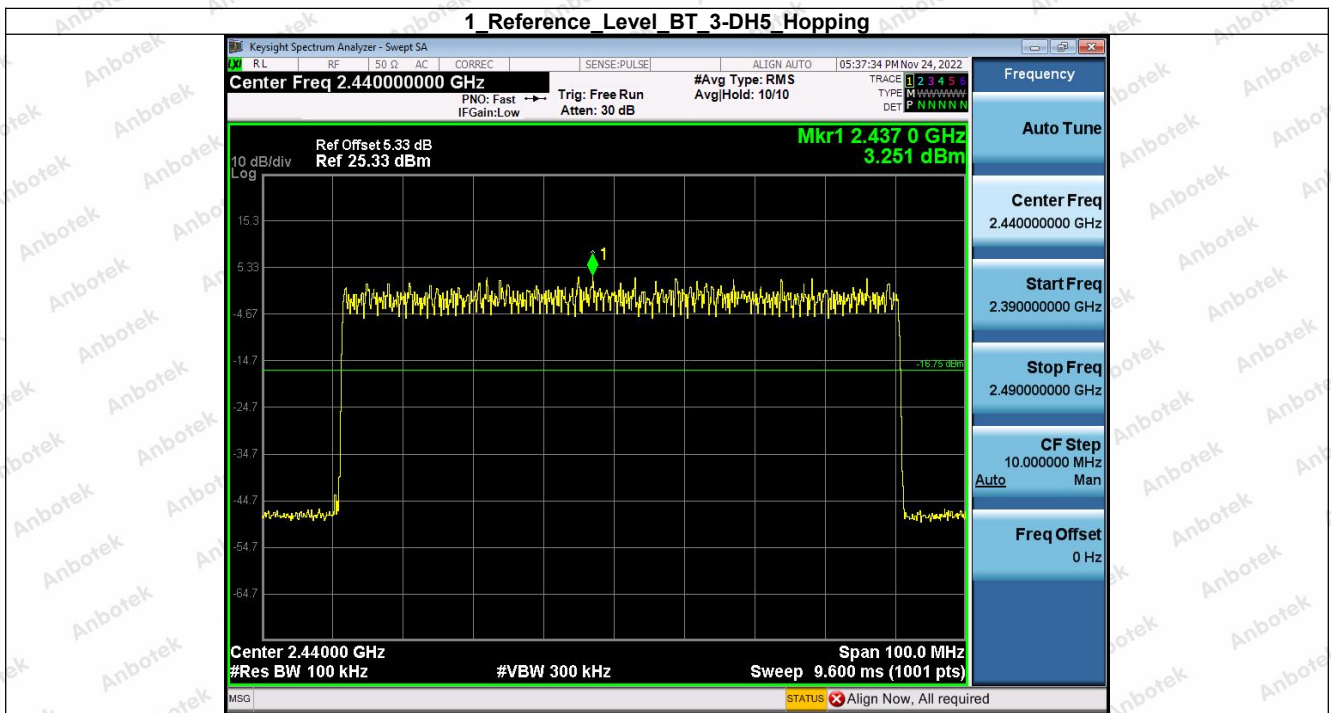 1_Reference_Level_BT_3-DH5_Hopping
Keysight Spectrum Analyzer - Swept SA
RL RF 50 Ω AC CORREC SENSE:PULSE ALIGN AUTO 05:37:34 PM Nov 24, 2022
Center Freq 2.440000000 GHz
PNO: Fast
IFGain:Low
Trig: Free Run
Atten: 30 dB
#Avg Type: RMS
Avg|Hold: 10/10
TRACE 1 2 3 4 5 6
TYPE M WWWWW
DET P N N N N N
Ref Offset 5.33 dB
10 dB/div Ref 25.33 dBm
Log
Mkr1 2.437 0 GHz
3.251 dBm
15.3
5.33
-4.67
-14.7
-24.7
-34.7
-44.7
-54.7
-64.7
1
-16.75 dBm
Center 2.44000 GHz Span 100.0 MHz
#Res BW 100 kHz #VBW 300 kHz Sweep 9.600 ms (1001 pts)
MSG STATUS Align Now, All required
Frequency
Auto Tune
Center Freq
2.440000000 GHz
Start Freq
2.390000000 GHz
Stop Freq
2.490000000 GHz
CF Step
10.000000 MHz
Auto Man
Freq Offset
0 Hz
Anbotek